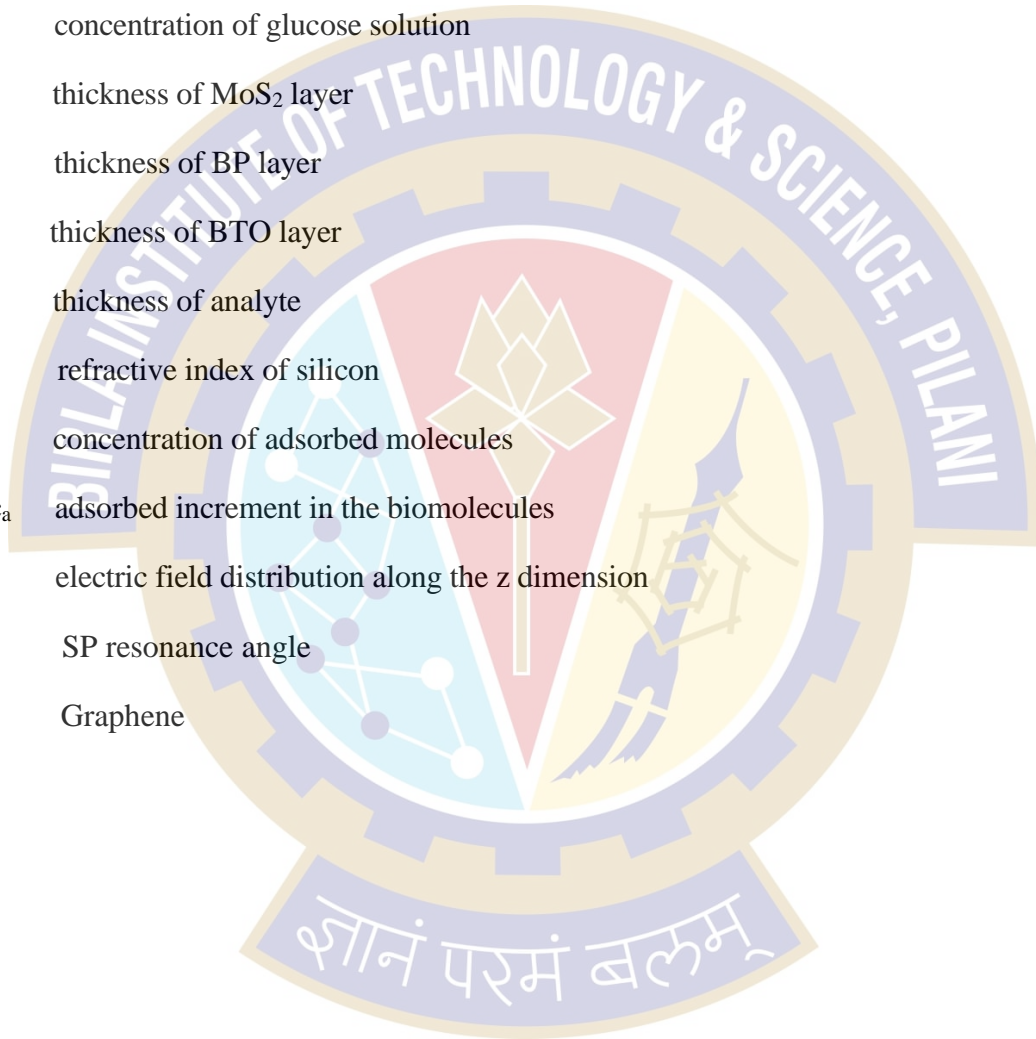 concentration of glucose solution
thickness of MoS₂ layer
thickness of BP layer
thickness of BTO layer
thickness of analyte
refractive index of silicon
concentration of adsorbed molecules
adsorbed increment in the biomolecules
electric field distribution along the z dimension
SP resonance angle
Graphene
BIRLA INSTITUTE OF TECHNOLOGY & SCIENCE, PILANI
ज्ञानं परमं बलम्